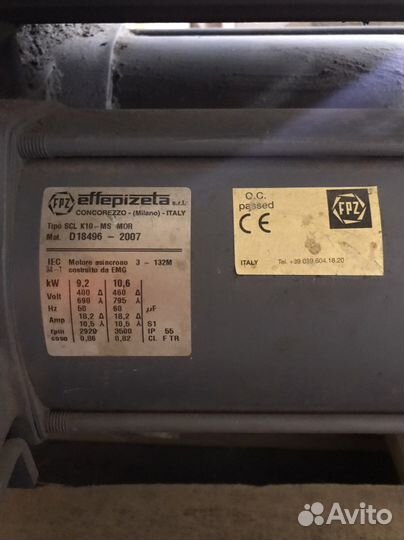 FPZ effepizeta s.r.l.
CONCOREZZO - (Milano) - ITALY
Tipo SCL K10-MS MOR
Mat. D18496 - 2007
IEC Motore asincrono 3 - 132M
M-T costruito da EMG
kW 9,2 10,6
Volt 400 Δ 460 Δ
690 Y 795 Y
Hz 50 60 µF
Amp 18,2 Δ 18,2 Δ
10,5 Y 10,5 Y S1
rpm 2920 3500 IP 55
cosφ 0,86 0,82 CL F TR
Q.C.
passed
CE
FPZ
ITALY Tel. +39 039.604.18.20
Avito